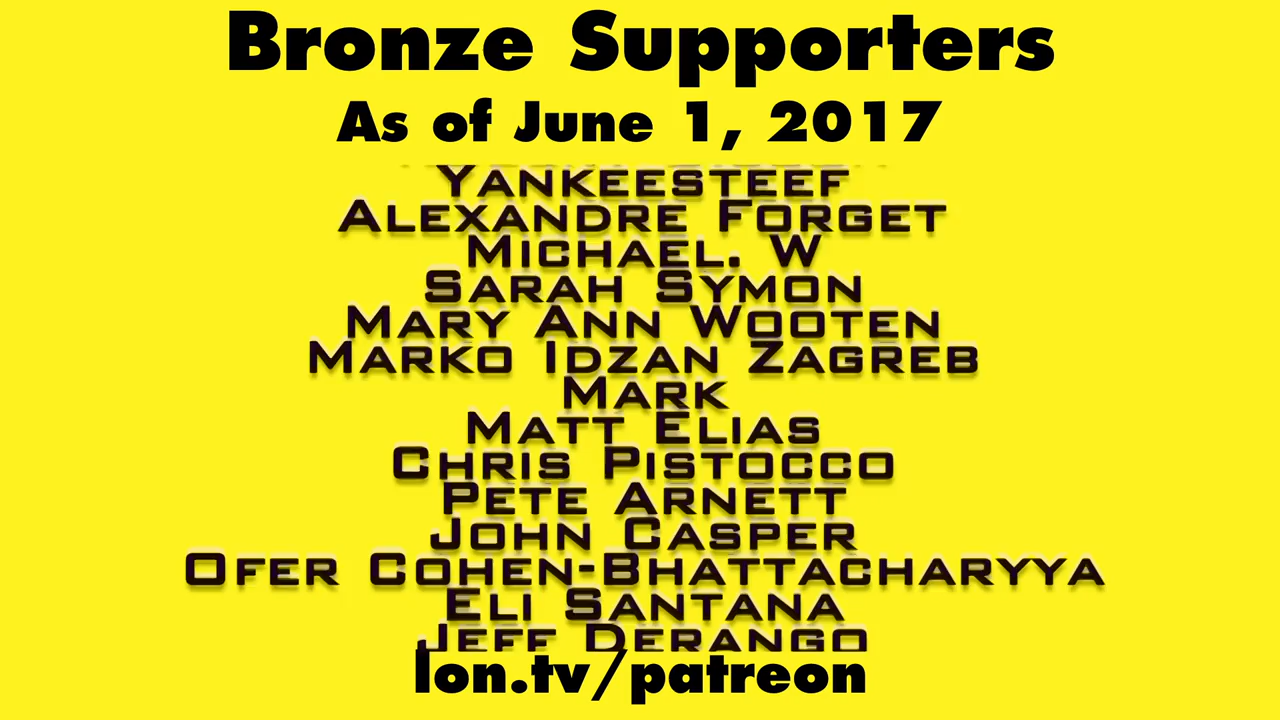 Bronze Supporters
As of June 1, 2017
Yankeesteef
Alexandre Forget
Michael. W
Sarah Symon
Mary Ann Wooten
Marko Idzan Zagreb
Mark
Matt Elias
Chris Pistocco
Pete Arnett
John Casper
Ofer Cohen-Bhattacharyya
Eli Santana
Jeff Derango
lon.tv/patreon